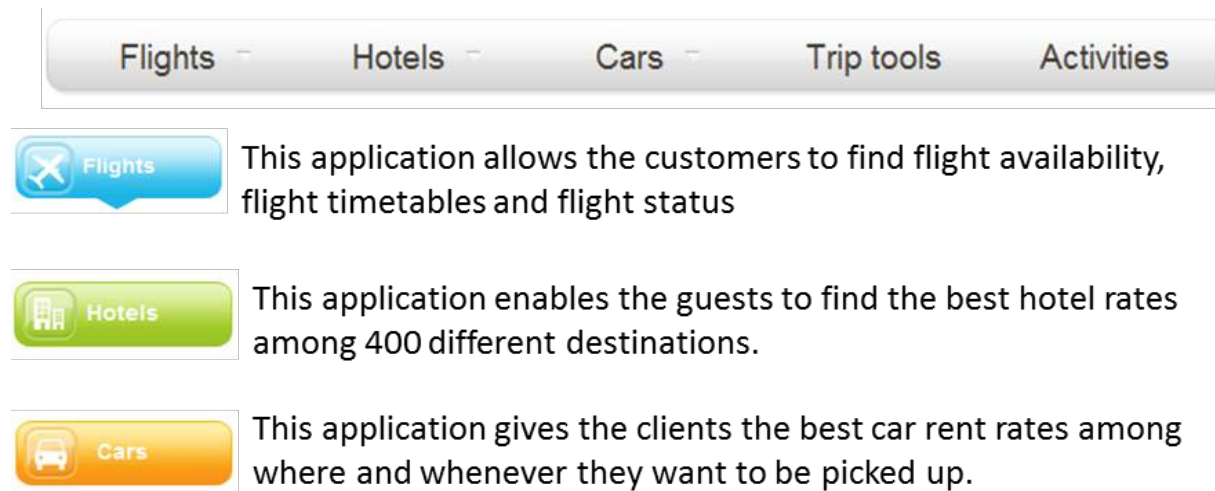 Flights Hotels Cars Trip tools Activities
Flights
This application allows the customers to find flight availability,
flight timetables and flight status
Hotels
This application enables the guests to find the best hotel rates
among 400 different destinations.
Cars
This application gives the clients the best car rent rates among
where and whenever they want to be picked up.